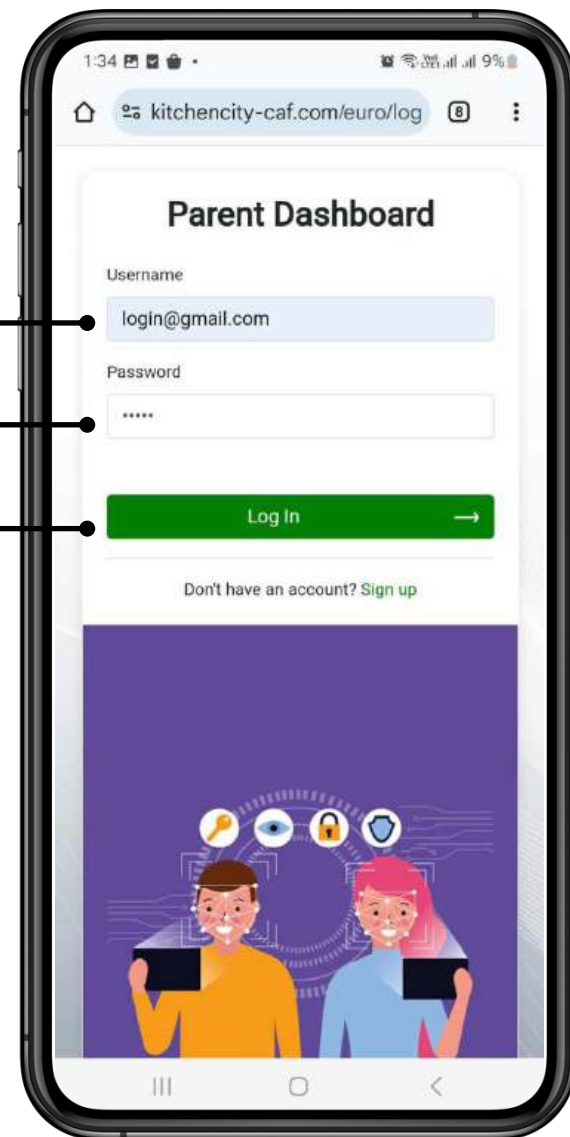 1:34 9%
kitchencity-caf.com/euro/log 8
Parent Dashboard
Username
login@gmail.com
Password
•••••
Log In →
Don't have an account? Sign up